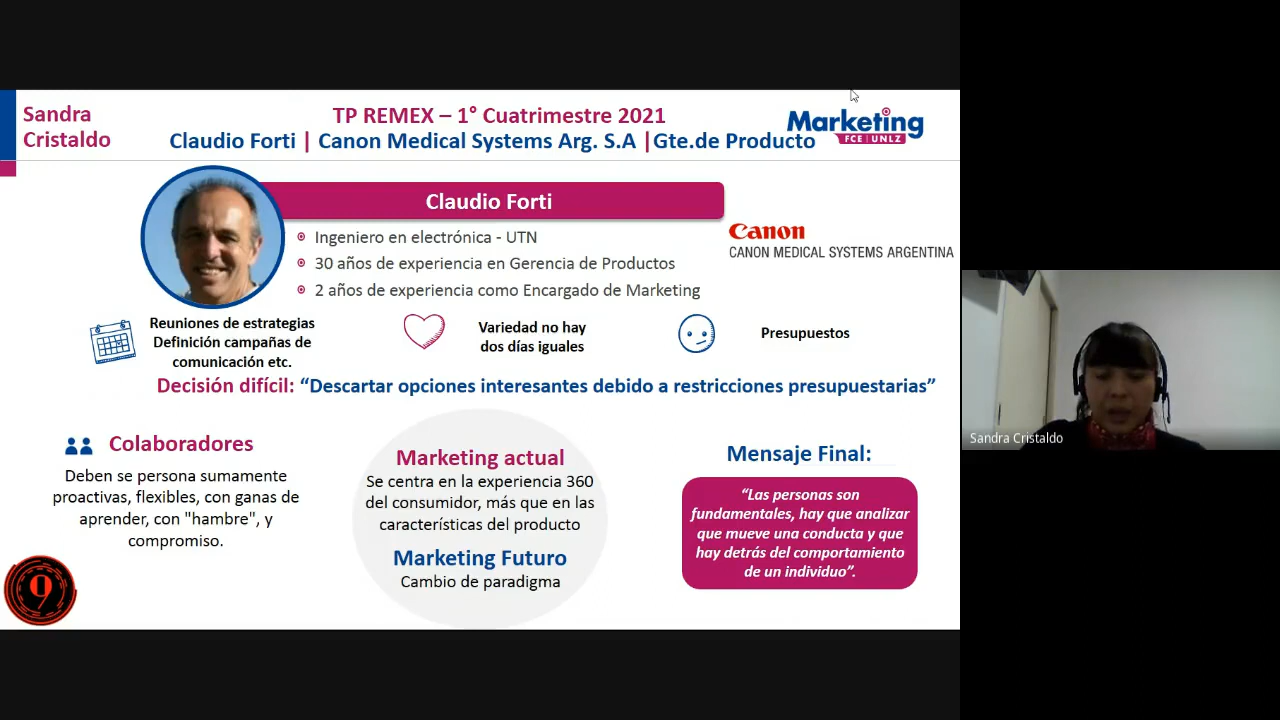 Sandra
Cristaldo
TP REMEX – 1° Cuatrimestre 2021
Claudio Forti | Canon Medical Systems Arg. S.A |Gte.de Producto
Marketing
FCE | UNLZ
Claudio Forti
Ingeniero en electrónica - UTN
30 años de experiencia en Gerencia de Productos
2 años de experiencia como Encargado de Marketing
Canon
CANON MEDICAL SYSTEMS ARGENTINA
Reuniones de estrategias
Definición campañas de
comunicación etc.
Variedad no hay
dos días iguales
Presupuestos
Decisión difícil: “Descartar opciones interesantes debido a restricciones presupuestarias”
Colaboradores
Deben se persona sumamente
proactivas, flexibles, con ganas de
aprender, con "hambre", y
compromiso.
Marketing actual
Se centra en la experiencia 360
del consumidor, más que en las
características del producto
Marketing Futuro
Cambio de paradigma
Mensaje Final:
“Las personas son
fundamentales, hay que analizar
que mueve una conducta y que
hay detrás del comportamiento
de un individuo”.
9
Sandra Cristaldo